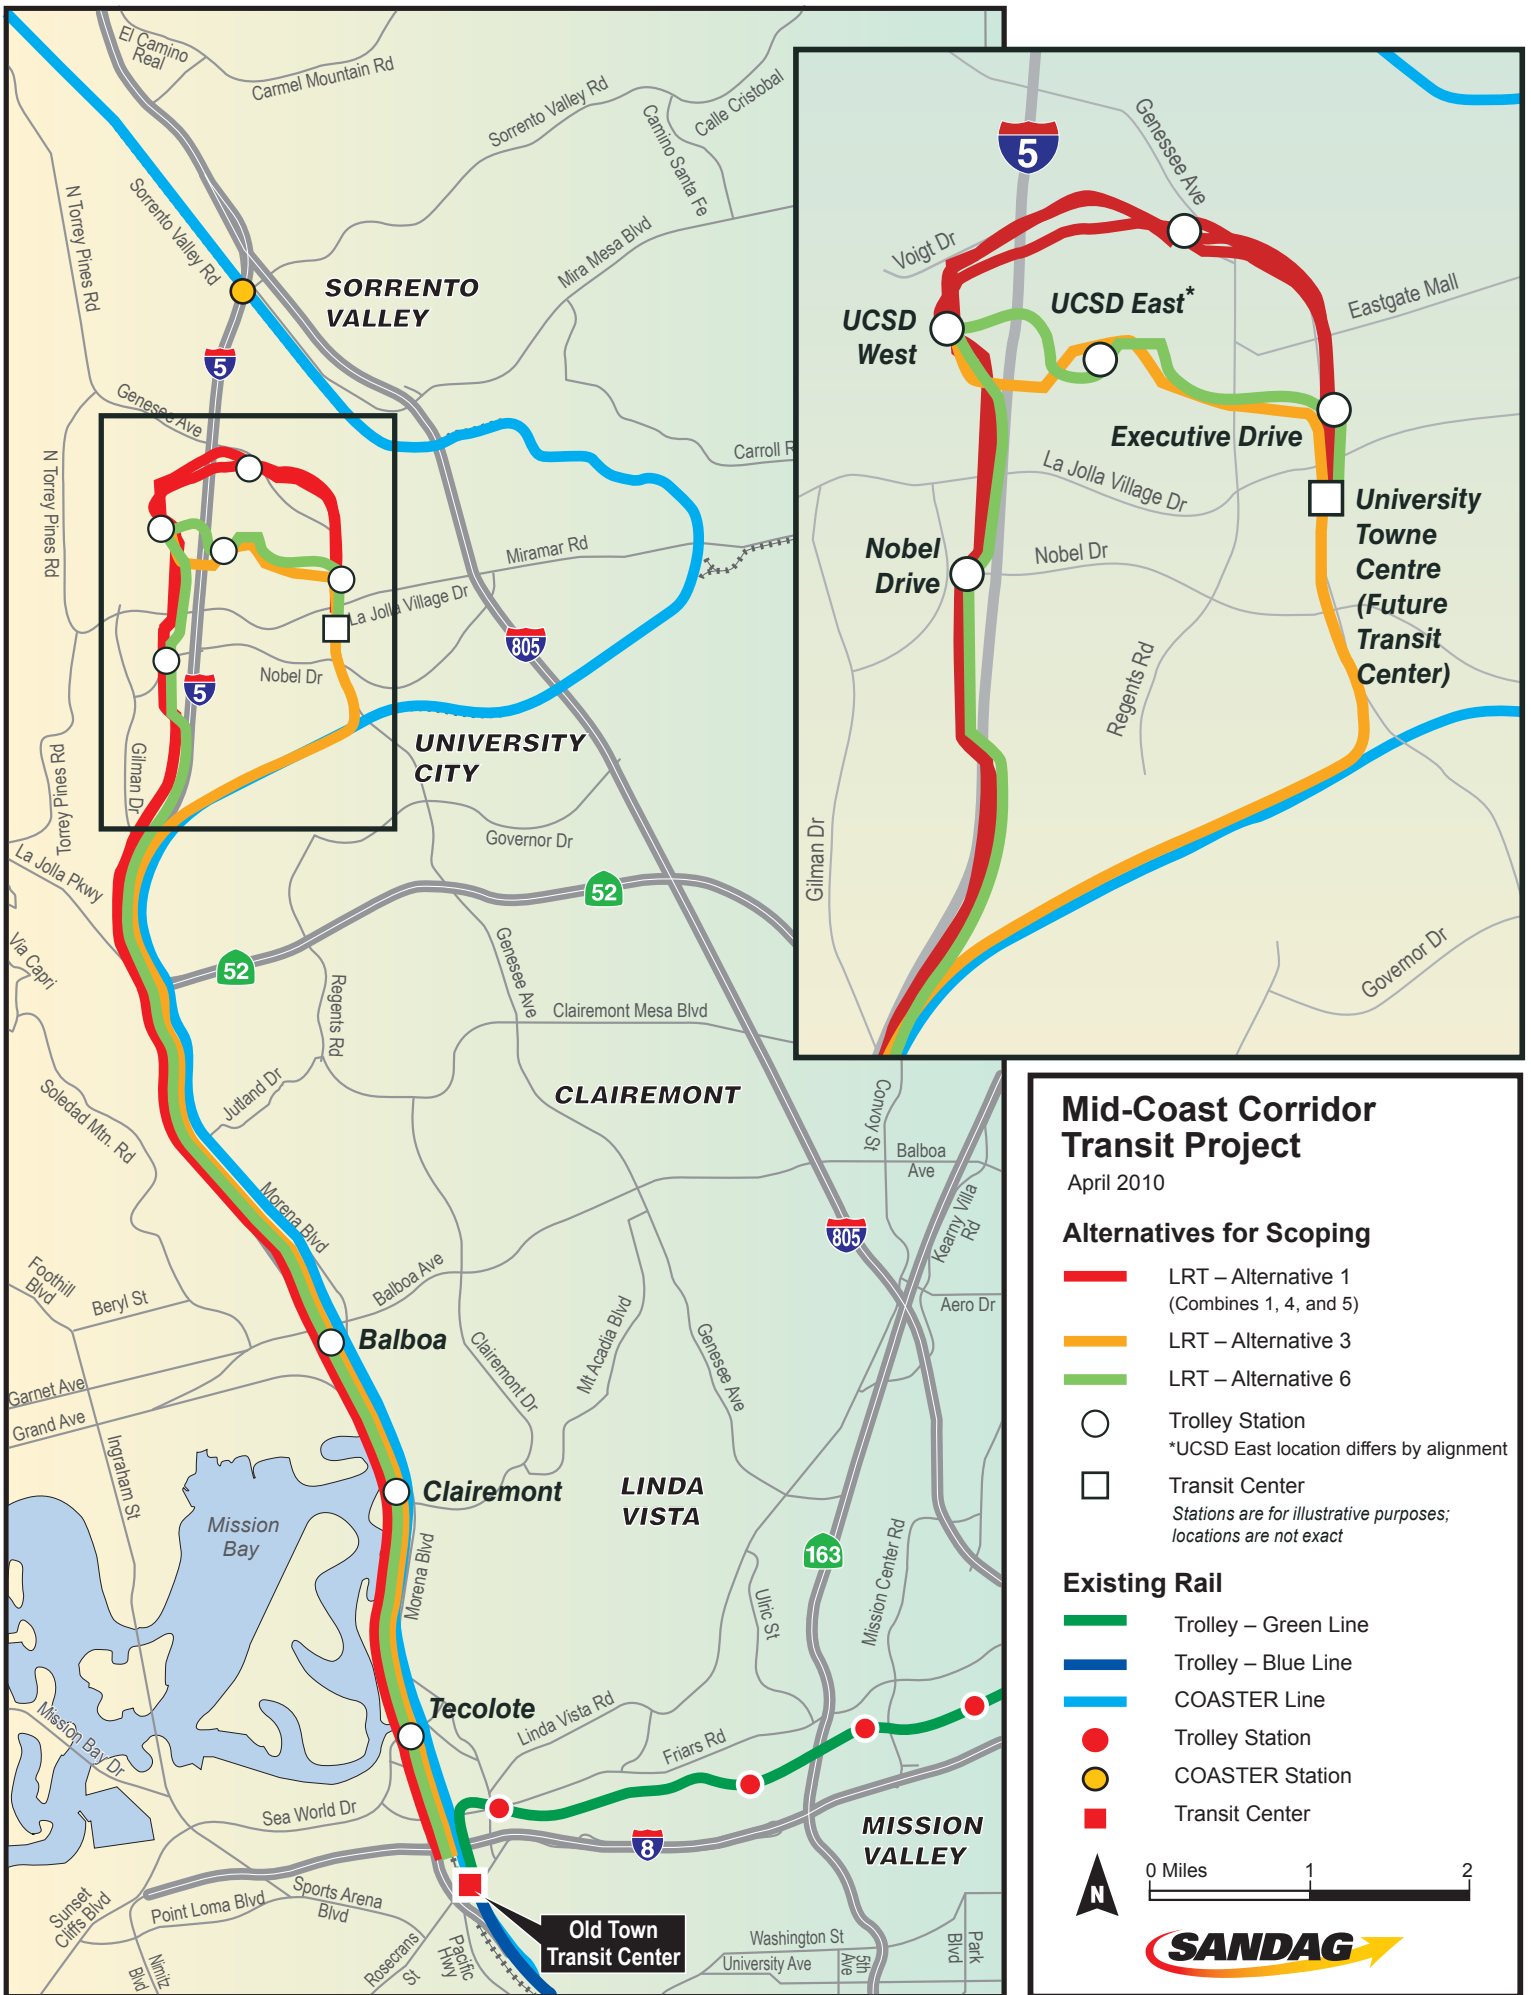 El Camino
Real
Carmel Mountain Rd
Sorrento Valley Rd
Calle Cristobal
Camino Santa Fe
N Torrey Pines Rd
Sorrento Valley Rd
Mira Mesa Blvd
SORRENTO
VALLEY
5
Genesee Ave
N Torrey Pines Rd
Carroll R
Miramar Rd
La Jolla Village Dr
805
Nobel Dr
5
UNIVERSITY
CITY
Gilman Dr
Torrey Pines Rd
Governor Dr
La Jolla Pkwy
52
52
Via Capri
Genesee Ave
Regents Rd
Clairemont Mesa Blvd
Soledad Mtn. Rd
Jutland Dr
CLAIREMONT
Convoy St
Balboa
Ave
Morena Blvd
Kearny Villa
Rd
805
Foothill
Blvd
Beryl St
Balboa Ave
Aero Dr
Balboa
Mt Acadia Blvd
Clairemont Dr
Genesee Ave
Garnet Ave
Grand Ave
Ingraham St
Clairemont
LINDA
VISTA
Mission
Bay
Morena Blvd
163
Mission Center Rd
Ulric St
Tecolote
Linda Vista Rd
Friars Rd
Mission Bay Dr
Sea World Dr
8
MISSION
VALLEY
Sunset
Cliffs Blvd
Point Loma Blvd
Sports Arena
Blvd
Nimitz
Blvd
Rosecrans
St
Pacific
Hwy
Old Town
Transit Center
Washington St
University Ave
5th
Ave
Park
Blvd
5
Genessee Ave
Voigt Dr
UCSD East*
Eastgate Mall
UCSD
West
Executive Drive
La Jolla Village Dr
University
Towne
Centre
(Future
Transit
Center)
Nobel
Drive
Nobel Dr
Regents Rd
Gilman Dr
Governor Dr
Mid-Coast Corridor
Transit Project
April 2010
Alternatives for Scoping
LRT – Alternative 1
(Combines 1, 4, and 5)
LRT – Alternative 3
LRT – Alternative 6
Trolley Station
*UCSD East location differs by alignment
Transit Center
Stations are for illustrative purposes;
locations are not exact
Existing Rail
Trolley – Green Line
Trolley – Blue Line
COASTER Line
Trolley Station
COASTER Station
Transit Center
N
0 Miles 1 2
SANDAG